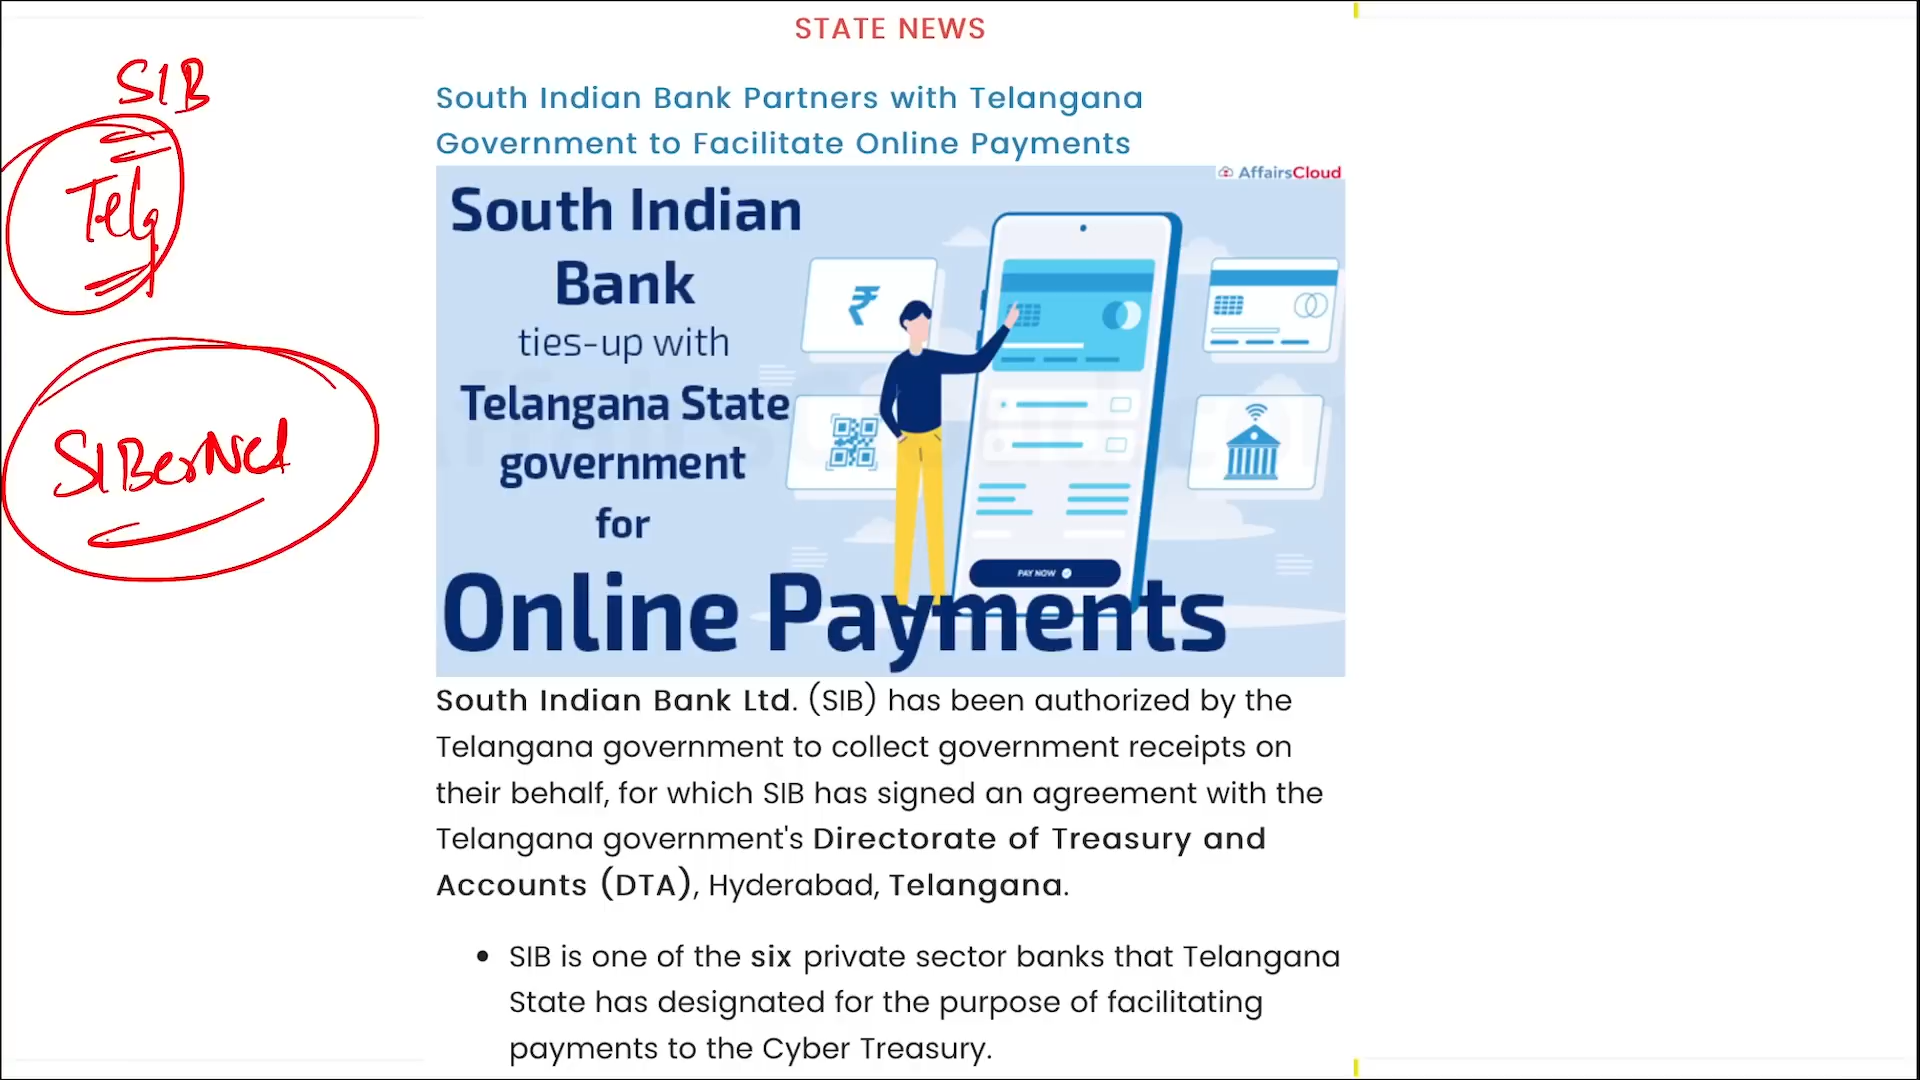 STATE NEWS
SIB
Telg
SIBerNet
South Indian Bank Partners with Telangana
Government to Facilitate Online Payments
AffairsCloud
South Indian
Bank
ties-up with
Telangana State
government
for
Online Payments
PAY NOW
South Indian Bank Ltd. (SIB) has been authorized by the
Telangana government to collect government receipts on
their behalf, for which SIB has signed an agreement with the
Telangana government's Directorate of Treasury and
Accounts (DTA), Hyderabad, Telangana.
• SIB is one of the six private sector banks that Telangana
State has designated for the purpose of facilitating
payments to the Cyber Treasury.